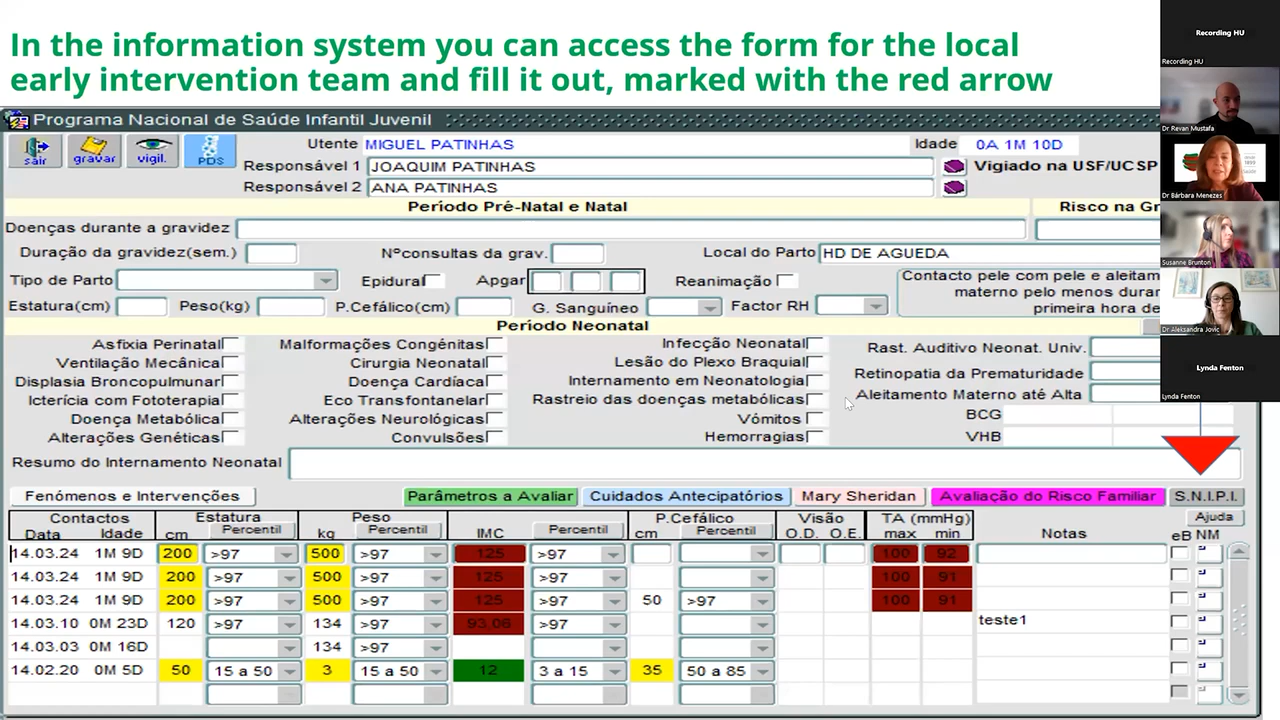 In the information system you can access the form for the local
early intervention team and fill it out, marked with the red arrow
Programa Nacional de Saúde Infantil Juvenil
sair gravar vigil. PDS
Utente MIGUEL PATINHAS Idade 0A 1M 10D
Responsável 1 JOAQUIM PATINHAS Vigiado na USF/UCSP
Responsável 2 ANA PATINHAS
Período Pré-Natal e Natal Risco na Gr
Doenças durante a gravidez
Duração da gravidez(sem.) Nºconsultas da grav. Local do Parto HD DE AGUEDA
Tipo de Parto Epidural Apgar Reanimação
Contacto pele com pele e aleitam
materno pelo menos durar
primeira hora de
Estatura(cm) Peso(kg) P.Cefálico(cm) G. Sanguíneo Factor RH
Período Neonatal
Asfixia Perinatal Malformações Congénitas Infecção Neonatal Rast. Auditivo Neonat. Univ.
Ventilação Mecânica Cirurgia Neonatal Lesão do Plexo Braquial
Displasia Broncopulmunar Doença Cardíaca Internamento em Neonatologia Retinopatia da Prematuridade
Icterícia com Fototerapia Eco Transfontanelar Rastreio das doenças metabólicas Aleitamento Materno até Alta
Doença Metabólica Alterações Neurológicas Vómitos BCG
Alterações Genéticas Convulsões Hemorragias VHB
Resumo do Internamento Neonatal
Fenómenos e Intervenções Parâmetros a Avaliar Cuidados Antecipatórios Mary Sheridan Avaliação do Risco Familiar S.N.I.P.I.
Contactos Estatura Peso P.Cefálico Visão TA (mmHg) Ajuda
Data Idade cm Percentil kg Percentil IMC Percentil cm Percentil O.D. O.E. max min Notas eB NM
14.03.24 1M 9D 200 >97 500 >97 125 >97 100 92
14.03.24 1M 9D 200 >97 500 >97 125 >97 100 91
14.03.24 1M 9D 200 >97 500 >97 125 >97 50 >97 100 91
14.03.10 0M 23D 120 >97 134 >97 93.06 >97 teste1
14.03.03 0M 16D 134 >97
14.02.20 0M 5D 50 15 a 50 3 15 a 50 12 3 a 15 35 50 a 85
Recording HU
Recording HU
Dr Revan Mustafa
Dr Bárbara Menezes
Susanne Brunton
Dr Aleksandra Jovic
Lynda Fenton
Lynda Fenton